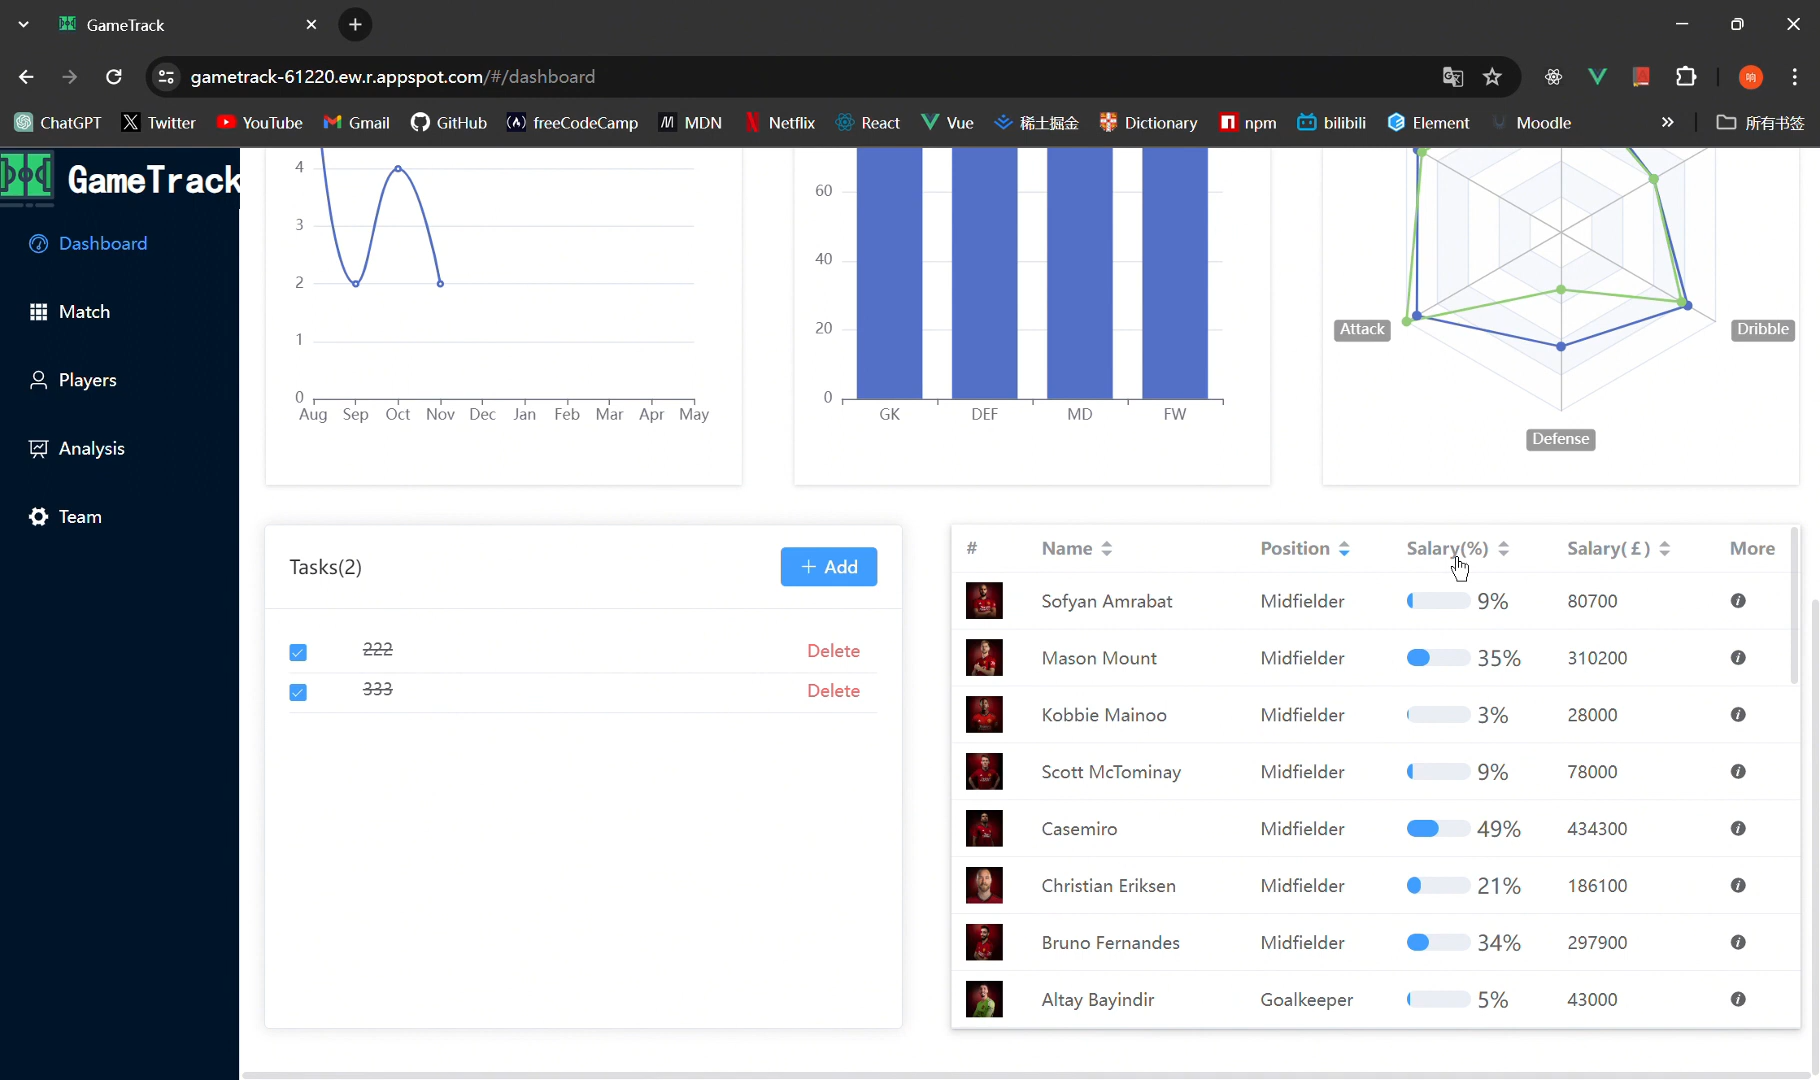 GameTrack
gametrack-61220.ew.r.appspot.com/#/dashboard
ChatGPT Twitter YouTube Gmail GitHub freeCodeCamp MDN Netflix React Vue 稀土掘金 Dictionary npm bilibili Element Moodle » 所有书签
GameTrack
Dashboard
Match
Players
Analysis
Team
4
3
2
1
0
Aug Sep Oct Nov Dec Jan Feb Mar Apr May
60
40
20
0
GK DEF MD FW
Attack
Dribble
Defense
Tasks(2)
+ Add
222 Delete
333 Delete
# Name Position Salary(%) Salary(£) More
Sofyan Amrabat Midfielder 9% 80700
Mason Mount Midfielder 35% 310200
Kobbie Mainoo Midfielder 3% 28000
Scott McTominay Midfielder 9% 78000
Casemiro Midfielder 49% 434300
Christian Eriksen Midfielder 21% 186100
Bruno Fernandes Midfielder 34% 297900
Altay Bayindir Goalkeeper 5% 43000